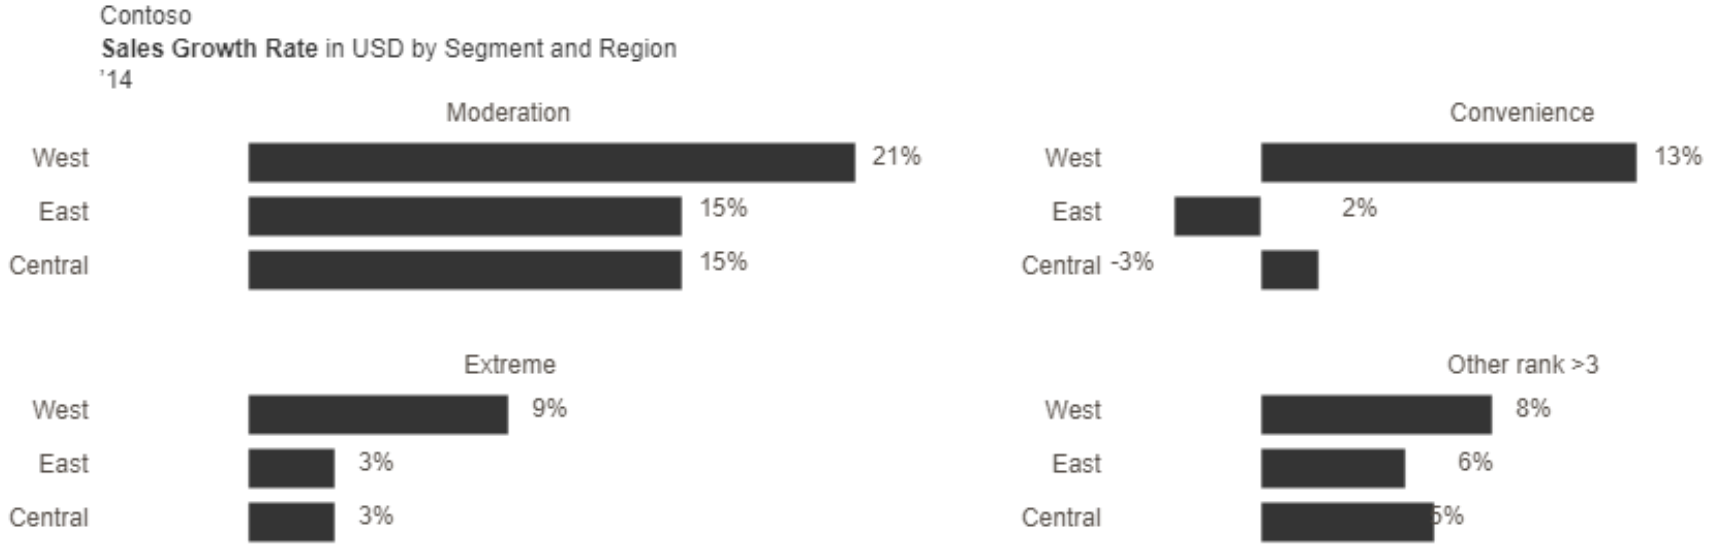 Contoso
Sales Growth Rate in USD by Segment and Region
'14
Moderation
West 21%
East 15%
Central 15%
Convenience
West 13%
East 2%
Central -3%
Extreme
West 9%
East 3%
Central 3%
Other rank >3
West 8%
East 6%
Central 5%